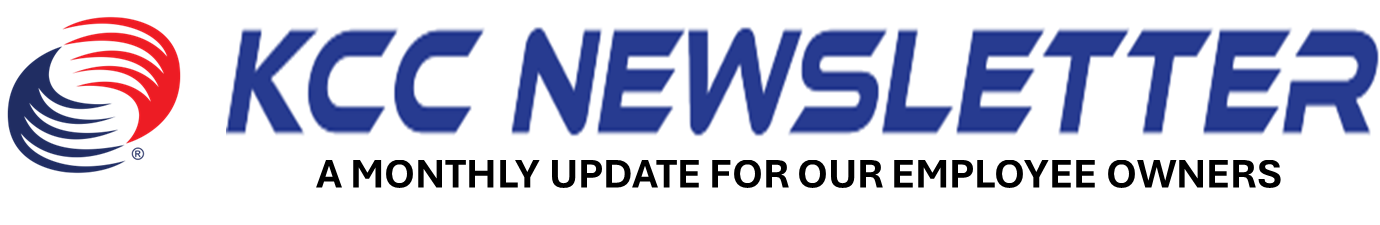 KCC NEWSLETTER
A MONTHLY UPDATE FOR OUR EMPLOYEE OWNERS
®